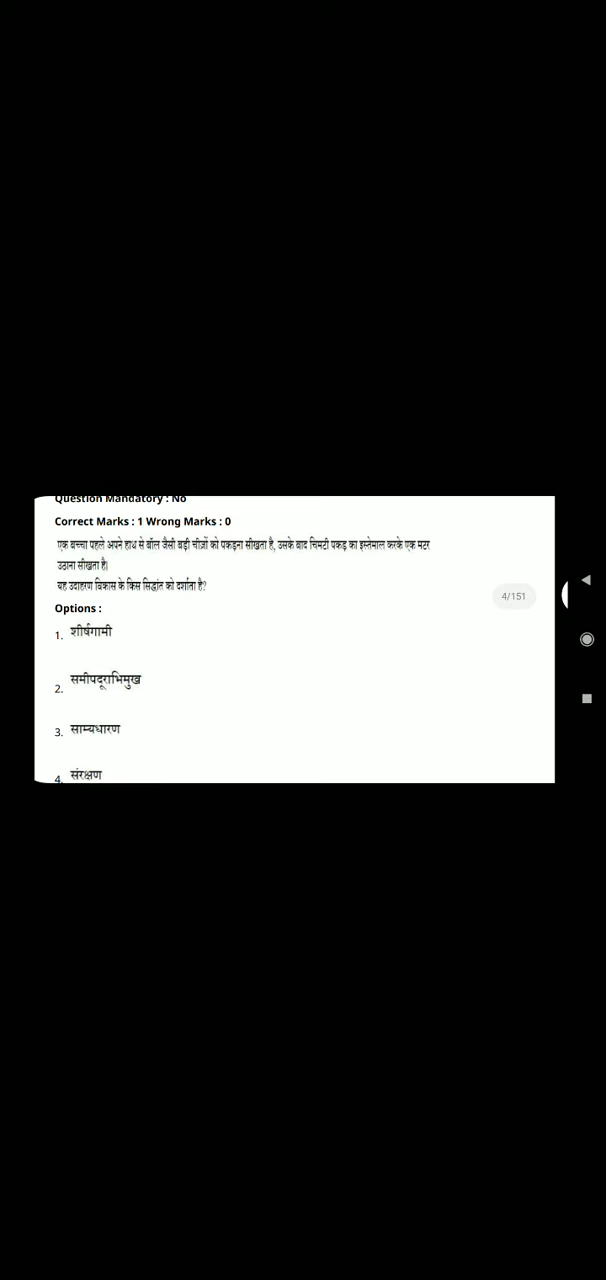 Question Mandatory : No
Correct Marks : 1 Wrong Marks : 0
एक बच्चा पहले अपने हाथ से बॉल जैसी बड़ी चीज़ों को पकड़ना सीखता है, उसके बाद चिमटी पकड़ का इस्तेमाल करके एक मटर
उठाना सीखता है।
यह उदाहरण विकास के किस सिद्धांत को दर्शाता है?
4/151
Options :
1. शीर्षगामी
2. समीपदूराभिमुख
3. साम्यधारण
4. संरक्षण